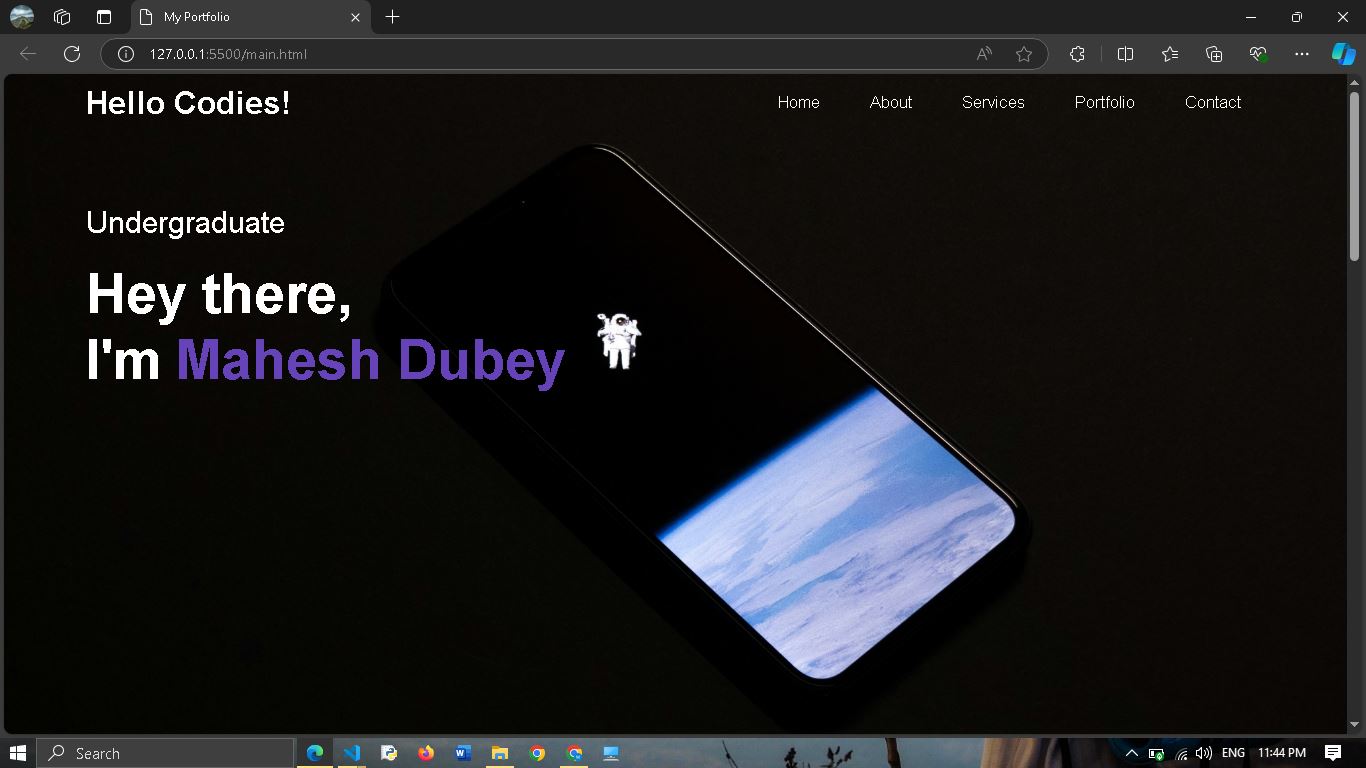 My Portfolio
127.0.0.1:5500/main.html
Hello Codies!
Home About Services Portfolio Contact
Undergraduate
Hey there,
I'm Mahesh Dubey
Search
ENG 11:44 PM